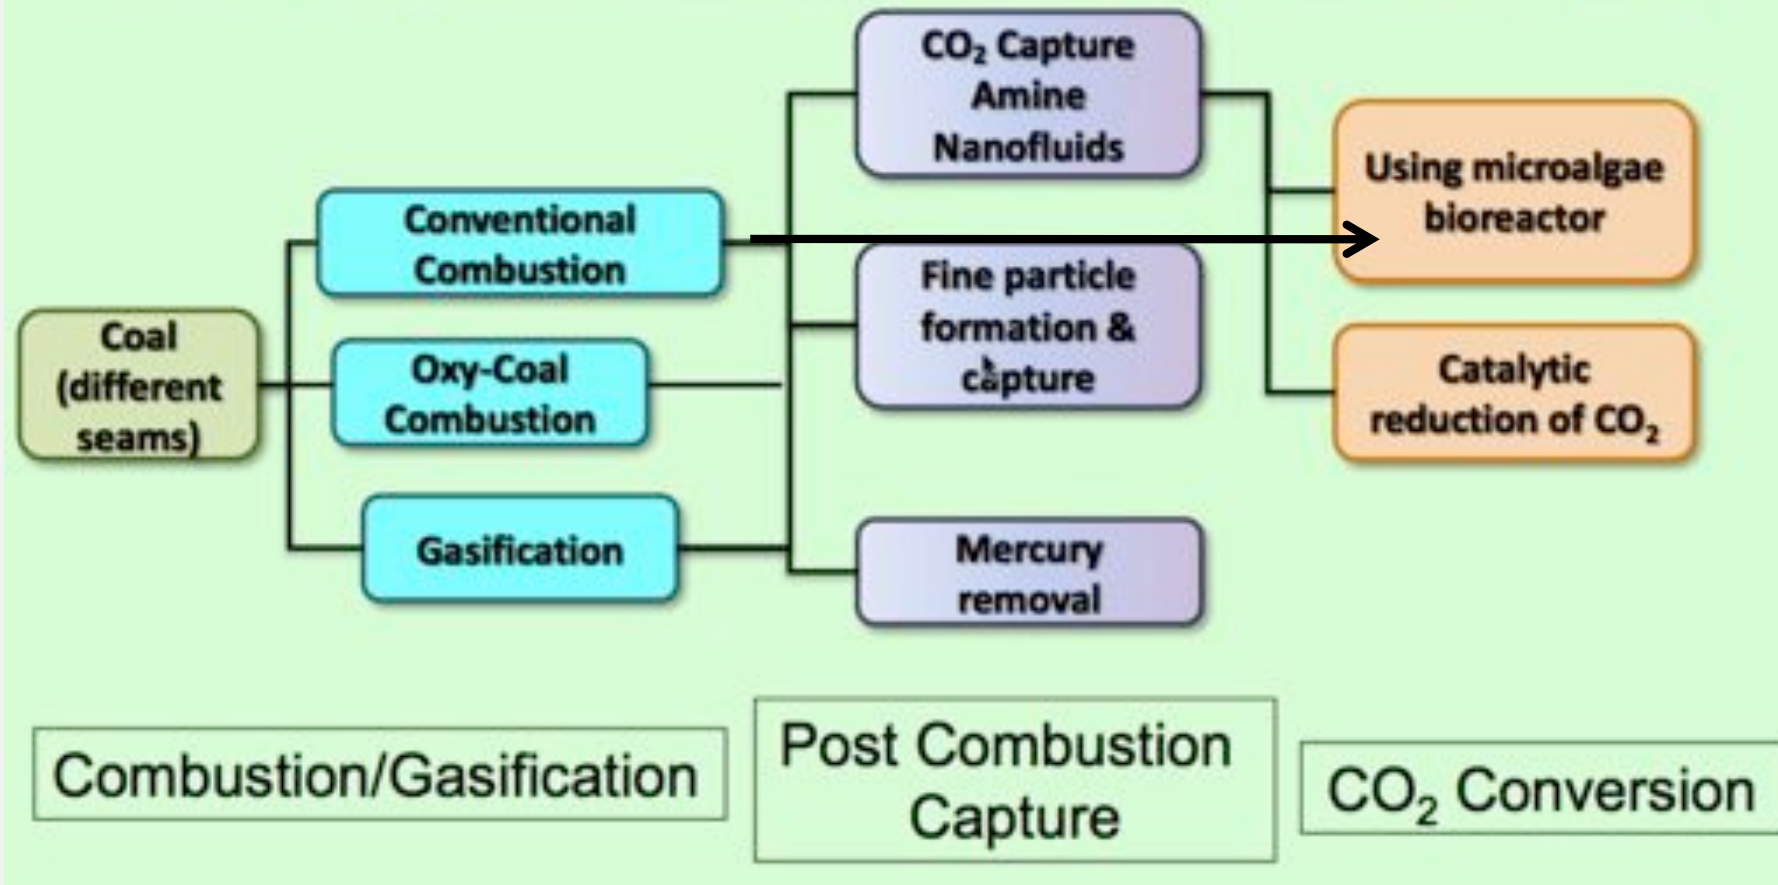 Coal
(different
seams)
Conventional
Combustion
Oxy-Coal
Combustion
Gasification
CO₂ Capture
Amine
Nanofluids
Fine particle
formation &
capture
Mercury
removal
Using microalgae
bioreactor
Catalytic
reduction of CO₂
Combustion/Gasification
Post Combustion
Capture
CO₂ Conversion